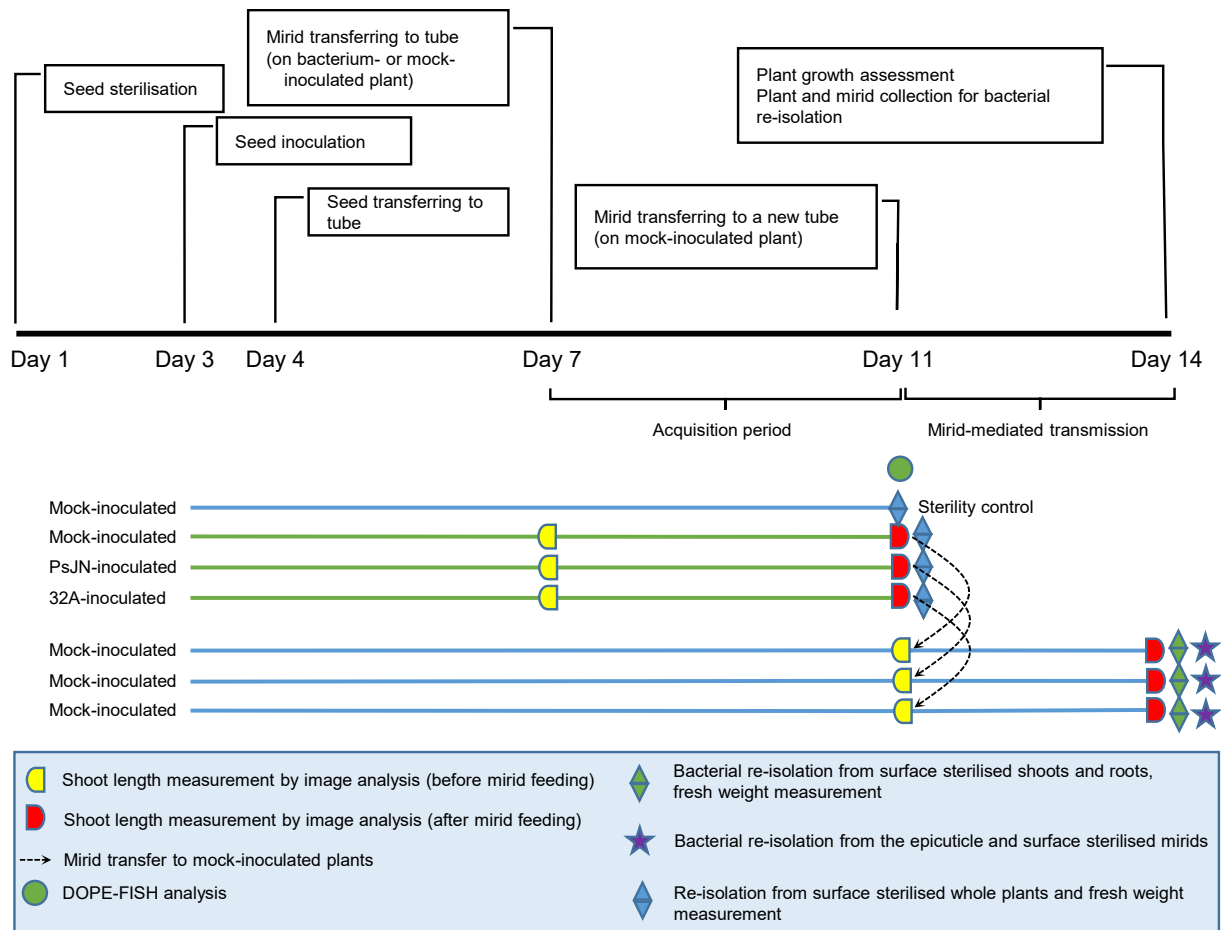 Seed sterilisation
Mirid transferring to tube
(on bacterium- or mock-
inoculated plant)
Seed inoculation
Seed transferring to
tube
Plant growth assessment
Plant and mirid collection for bacterial
re-isolation
Mirid transferring to a new tube
(on mock-inoculated plant)
Day 1
Day 3
Day 4
Day 7
Day 11
Day 14
Acquisition period
Mirid-mediated transmission
Mock-inoculated
Sterility control
Mock-inoculated
PsJN-inoculated
32A-inoculated
Mock-inoculated
Mock-inoculated
Mock-inoculated
Shoot length measurement by image analysis (before mirid feeding)
Shoot length measurement by image analysis (after mirid feeding)
Mirid transfer to mock-inoculated plants
DOPE-FISH analysis
Bacterial re-isolation from surface sterilised shoots and roots,
fresh weight measurement
Bacterial re-isolation from the epicuticle and surface sterilised mirids
Re-isolation from surface sterilised whole plants and fresh weight
measurement